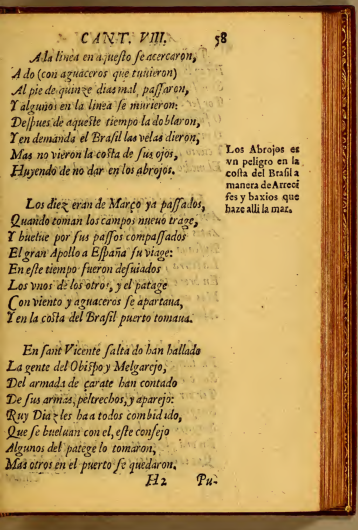 CANT. VIII. 58
A la linea en aquesto se acercaron,
A do (con aguaceros que tuuieron)
Al pie de quinze dias mal passaron,
Y algunos en la linea se murieron:
Despues de aqueste tiempo la doblaron,
Y en demanda el Brasil las velas dieron,
Mas no vieron la costa de sus ojos,
Huyendo de no dar en los abrojos.
Los Abrojos es
vn peligro en la
costa del Brasil a
manera de Arreci
fes y baxios que
haze alli la mar.
Los diez eran de Março ya passados,
Quando toman los campos nueuo trage,
Y buelue por sus passos compassados
El gran Apollo a España su viage:
En este tiempo fueron desuiados
Los vnos de los otros, y el patage
Con viento y aguaceros se apartaua,
Y en la costa del Brasil puerto tomaua.
En sant Vicente salta do han hallado
La gente del Obispo y Melgarejo,
Del armada de çarate han contado
De sus armas, peltrechos, y aparejo:
Ruy Diaz les ha a todos combidado,
Que se bueluan con el, este consejo
Algunos del patege lo tomaron,
Mas otros en el puerto se quedaron.
H2 Pu-